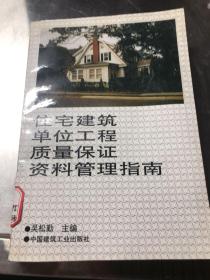 住宅建筑
单位工程
质量保证
资料管理指南
●吴松勤 主编
●中国建筑工业出版社